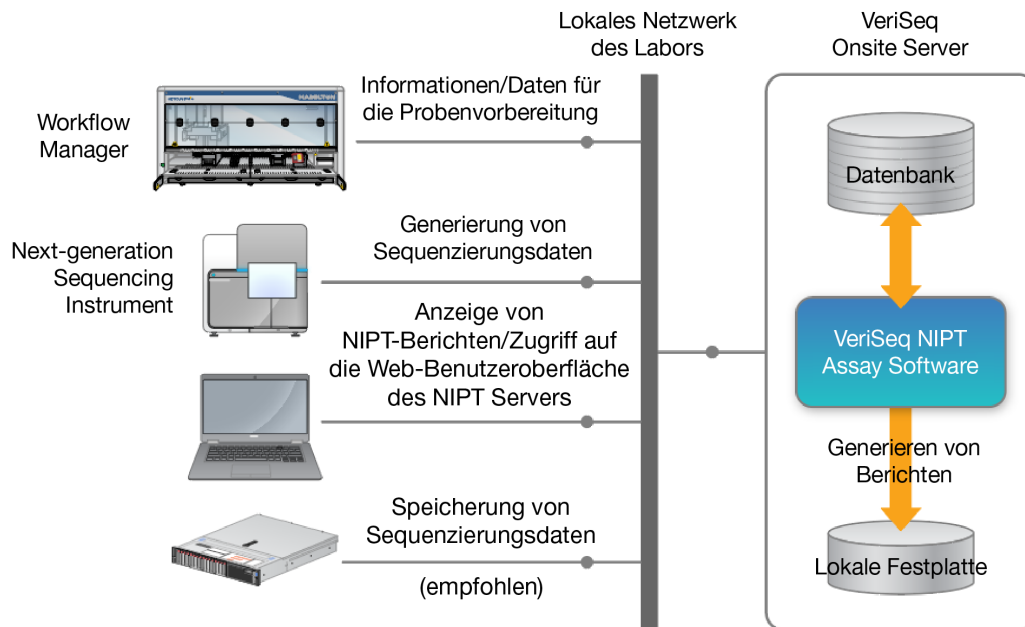 Lokales Netzwerk
des Labors
VeriSeq
Onsite Server
Workflow
Manager
HAMILTON
Informationen/Daten für
die Probenvorbereitung
Datenbank
Next-generation
Sequencing
Instrument
Generierung von
Sequenzierungsdaten
Anzeige von
NIPT-Berichten/Zugriff auf
die Web-Benutzeroberfläche
des NIPT Servers
VeriSeq NIPT
Assay Software
Generieren von
Berichten
Speicherung von
Sequenzierungsdaten
(empfohlen)
Lokale Festplatte